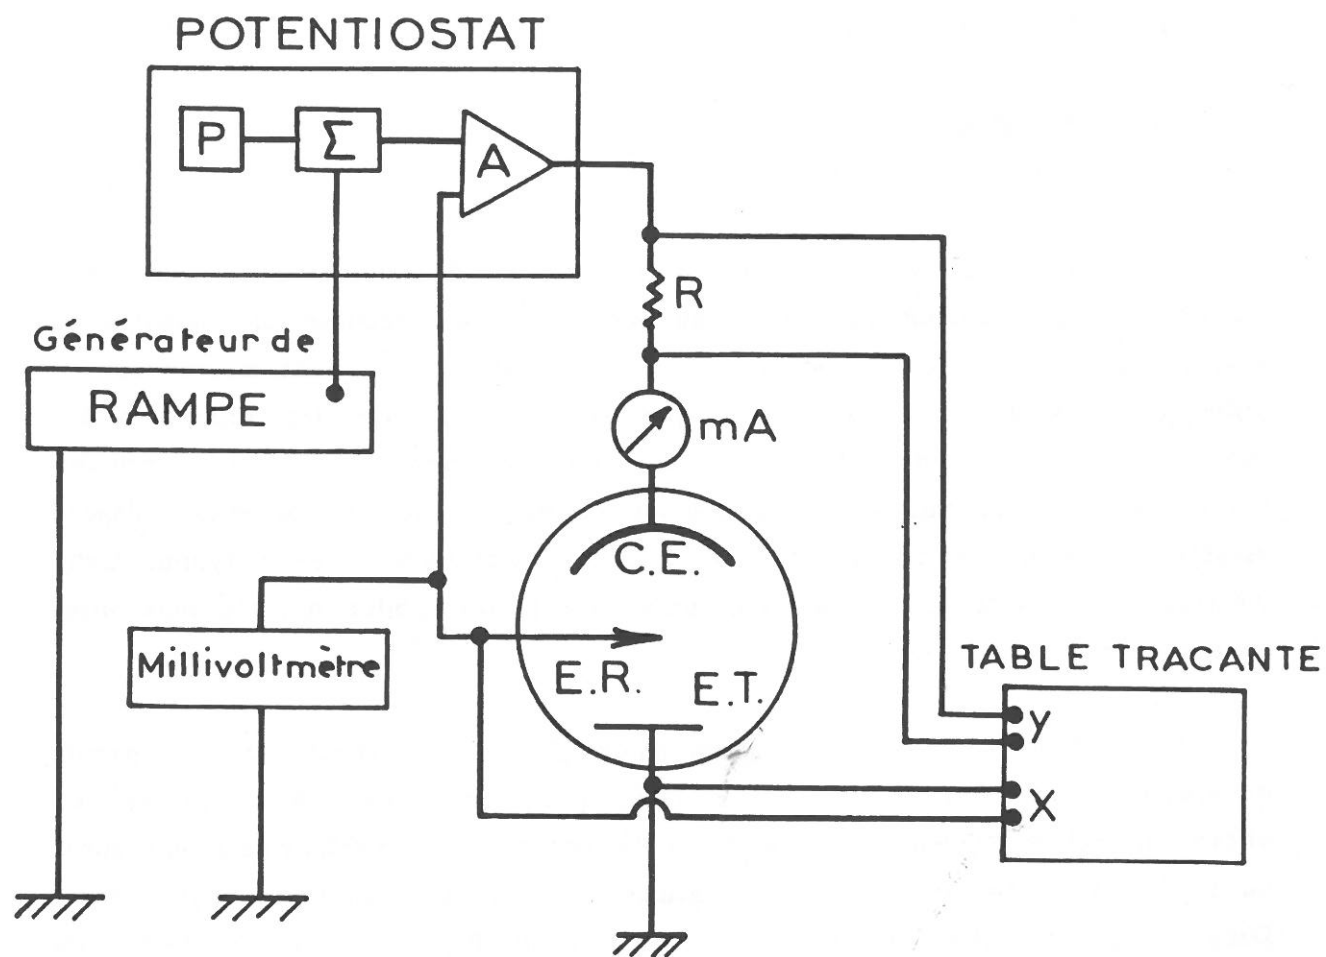 POTENTIOSTAT
P
Σ
A
R
Générateur de
RAMPE
mA
C.E.
Millivoltmètre
E.R.
E.T.
TABLE TRACANTE
y
X